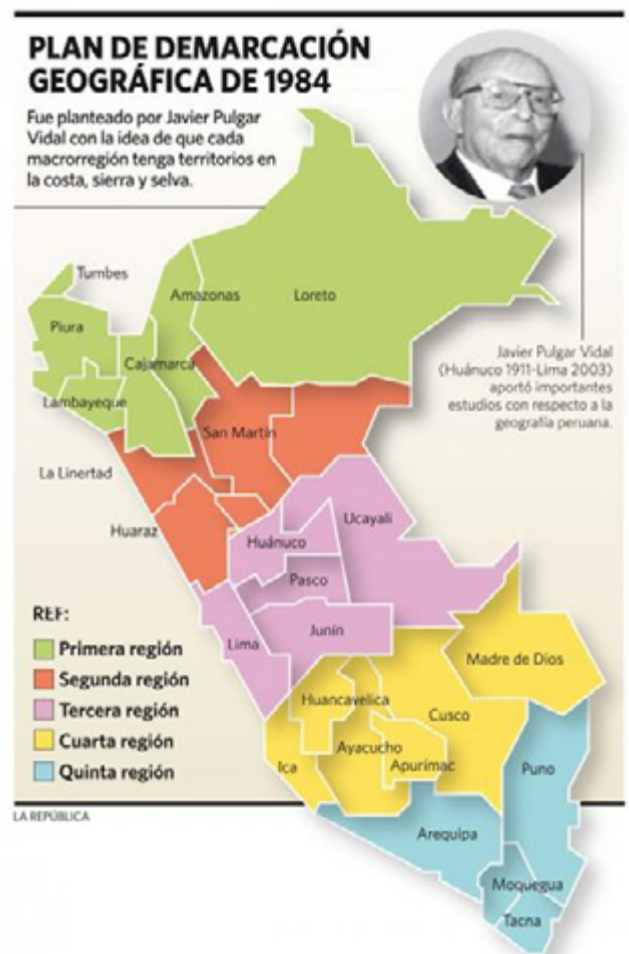 PLAN DE DEMARCACIÓN
GEOGRÁFICA DE 1984
Fue planteado por Javier Pulgar
Vidal con la idea de que cada
macrorregión tenga territorios en
la costa, sierra y selva.
Tumbes
Amazonas
Loreto
Piura
Cajamarca
Lambayeque
Javier Pulgar Vidal
(Huánuco 1911-Lima 2003)
aportó importantes
estudios con respecto a la
geografía peruana.
San Martín
La Linertad
Huaraz
Ucayali
Huánuco
Pasco
Junín
Lima
Madre de Dios
Huancavelica
Cusco
Ayacucho
Apurímac
Ica
Puno
Arequipa
Moquegua
Tacna
REF:
Primera región
Segunda región
Tercera región
Cuarta región
Quinta región
LA REPÚBLICA